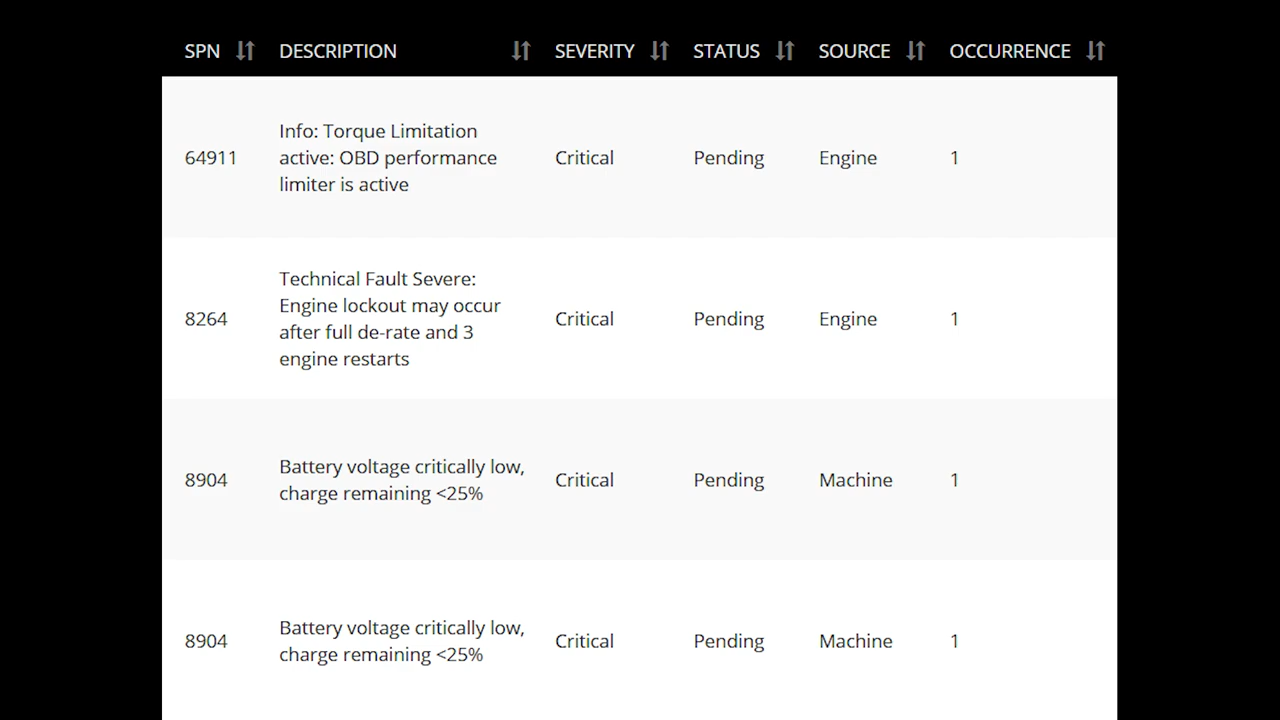 SPN DESCRIPTION SEVERITY STATUS SOURCE OCCURRENCE
Info: Torque Limitation
active: OBD performance
limiter is active
64911 Critical Pending Engine 1
Technical Fault Severe:
Engine lockout may occur
after full de-rate and 3
engine restarts
8264 Critical Pending Engine 1
Battery voltage critically low,
charge remaining <25%
8904 Critical Pending Machine 1
Battery voltage critically low,
charge remaining <25%
8904 Critical Pending Machine 1